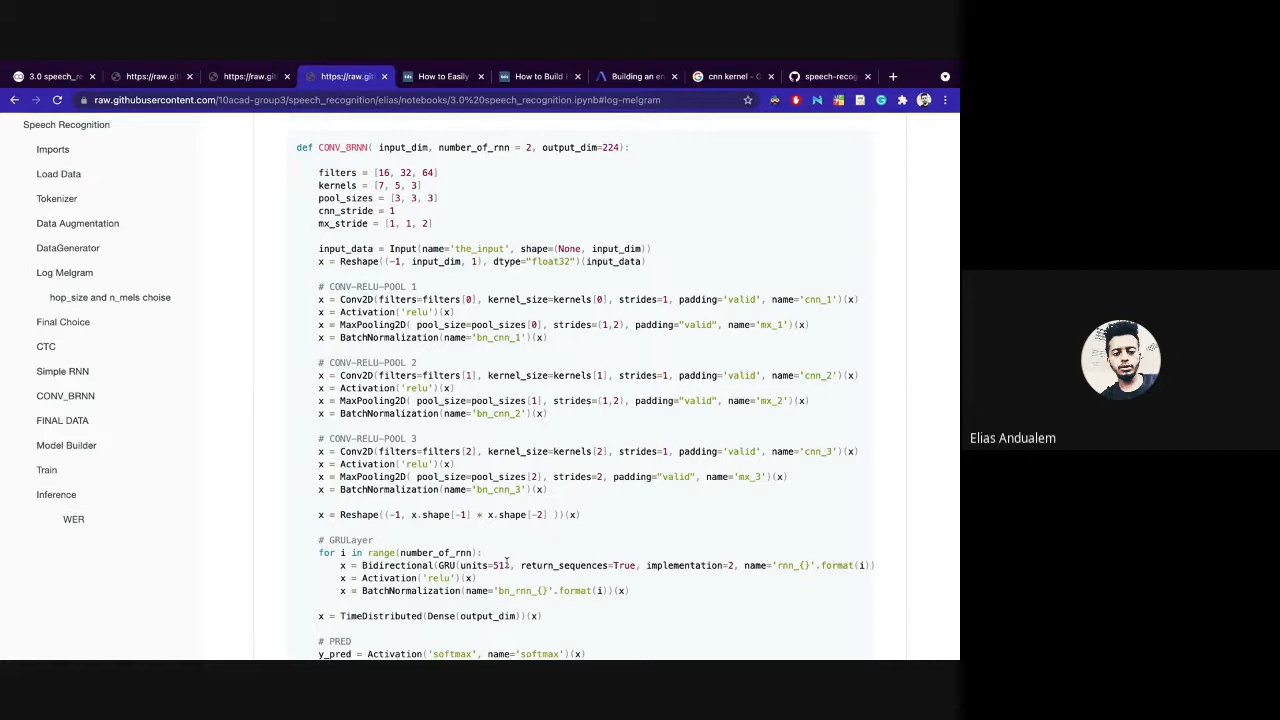 3.0 speech_re
https://raw.git
https://raw.git
https://raw.git
How to Easily
How to Build
Building an en
cnn kernel - G
speech-recog
raw.githubusercontent.com/10acad-group3/speech_recognition/elias/notebooks/3.0%20speech_recognition.ipynb#log-melgram
Speech Recognition
Imports
Load Data
Tokenizer
Data Augmentation
DataGenerator
Log Melgram
hop_size and n_mels choise
Final Choice
CTC
Simple RNN
CONV_BRNN
FINAL DATA
Model Builder
Train
Inference
WER
def CONV_BRNN( input_dim, number_of_rnn = 2, output_dim=224):
filters = [16, 32, 64]
kernels = [7, 5, 3]
pool_sizes = [3, 3, 3]
cnn_stride = 1
mx_stride = [1, 1, 2]
input_data = Input(name='the_input', shape=(None, input_dim))
x = Reshape((-1, input_dim, 1), dtype="float32")(input_data)
# CONV-RELU-POOL 1
x = Conv2D(filters=filters[0], kernel_size=kernels[0], strides=1, padding='valid', name='cnn_1')(x)
x = Activation('relu')(x)
x = MaxPooling2D( pool_size=pool_sizes[0], strides=(1,2), padding="valid", name='mx_1')(x)
x = BatchNormalization(name='bn_cnn_1')(x)
# CONV-RELU-POOL 2
x = Conv2D(filters=filters[1], kernel_size=kernels[1], strides=1, padding='valid', name='cnn_2')(x)
x = Activation('relu')(x)
x = MaxPooling2D( pool_size=pool_sizes[1], strides=(1,2), padding="valid", name='mx_2')(x)
x = BatchNormalization(name='bn_cnn_2')(x)
# CONV-RELU-POOL 3
x = Conv2D(filters=filters[2], kernel_size=kernels[2], strides=1, padding='valid', name='cnn_3')(x)
x = Activation('relu')(x)
x = MaxPooling2D( pool_size=pool_sizes[2], strides=2, padding="valid", name='mx_3')(x)
x = BatchNormalization(name='bn_cnn_3')(x)
x = Reshape((-1, x.shape[-1] * x.shape[-2] ))(x)
# GRULayer
for i in range(number_of_rnn):
x = Bidirectional(GRU(units=51 , return_sequences=True, implementation=2, name='rnn_{}'.format(i))
x = Activation('relu')(x)
x = BatchNormalization(name='bn_rnn_{}'.format(i))(x)
x = TimeDistributed(Dense(output_dim))(x)
# PRED
y_pred = Activation('softmax', name='softmax')(x)
Elias Andualem